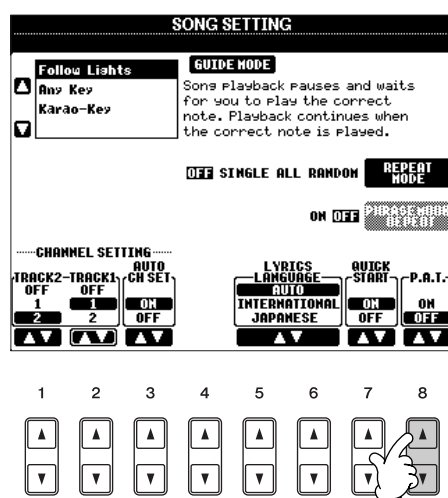 SONG SETTING
Follow Lights
Any Key
Karao-Key
GUIDE MODE
Song Playback pauses and waits
for you to play the correct
note. Playback continues when
the correct note is played.
OFF SINGLE ALL RANDOM REPEAT MODE
ON OFF PHRASE MARK REPEAT
CHANNEL SETTING
TRACK2 TRACK1 AUTO CH SET
OFF OFF
1 1 ON
2 2 OFF
LYRICS LANGUAGE QUICK START P.A.T.
AUTO
INTERNATIONAL ON ON
JAPANESE OFF OFF
1 2 3 4 5 6 7 8